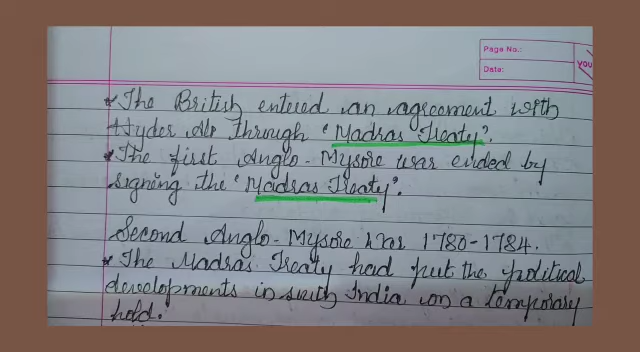 Page No.:
Date:
YOU
* The British entered an agreement with
Hyder Ali through 'Madras Treaty'.
* The first Anglo-Mysore war ended by
signing the 'Madras Treaty'.
Second Anglo-Mysore War 1780-1784.
* The Madras Treaty had put the political
developments in south India on a temporary
hold.